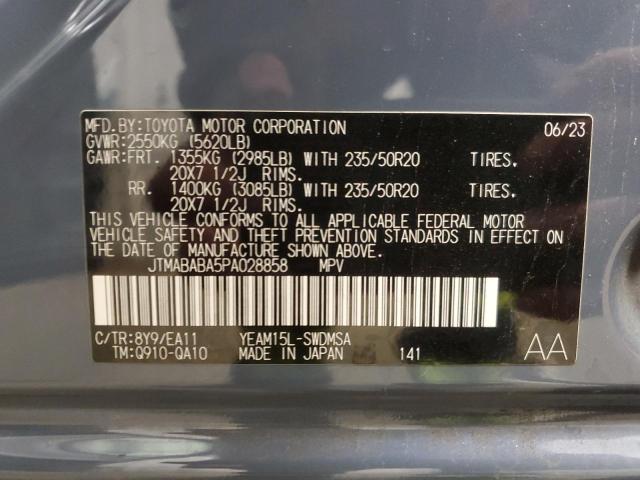 MFD.BY:TOYOTA MOTOR CORPORATION 06/23
GVWR:2550KG (5620LB)
GAWR:FRT. 1355KG (2985LB) WITH 235/50R20 TIRES.
20X7 1/2J RIMS.
RR. 1400KG (3085LB) WITH 235/50R20 TIRES.
20X7 1/2J RIMS.
THIS VEHICLE CONFORMS TO ALL APPLICABLE FEDERAL MOTOR
VEHICLE SAFETY AND THEFT PREVENTION STANDARDS IN EFFECT ON
THE DATE OF MANUFACTURE SHOWN ABOVE.
JTMABABA5PA028858 MPV
C/TR:8Y9/EA11 YEAM15L-SWDMSA
TM:Q910-QA10 MADE IN JAPAN 141 AA